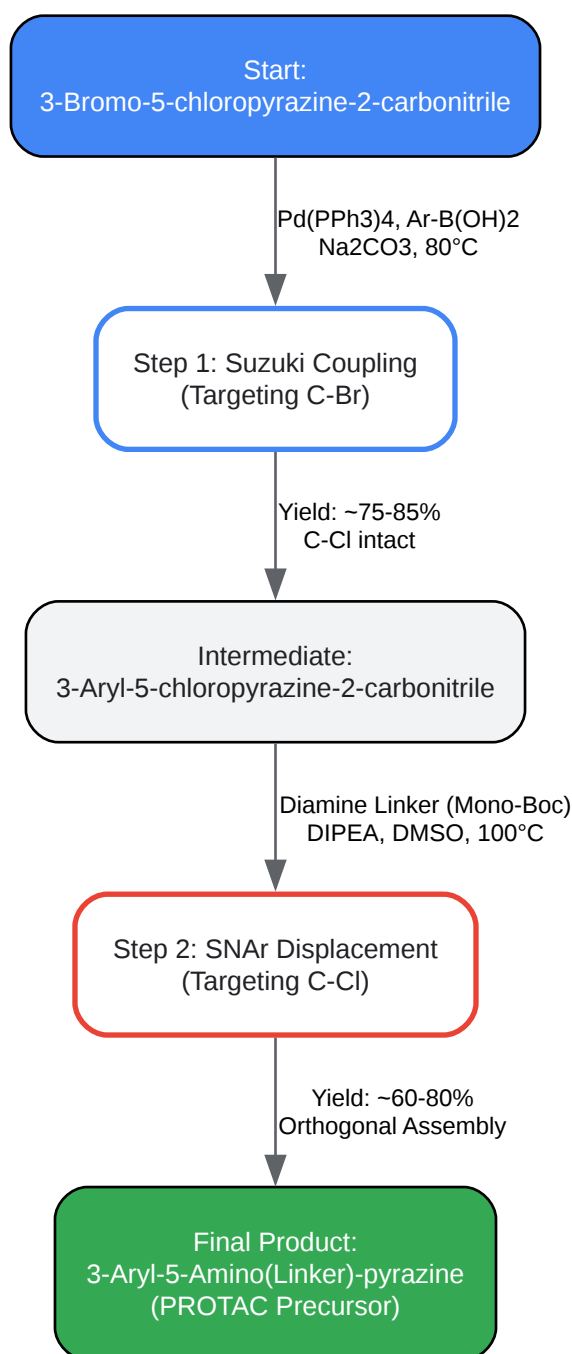 Start:
3-Bromo-5-chloropyrazine-2-carbonitrile
Pd(PPh3)4, Ar-B(OH)2
Na2CO3, 80°C
Step 1: Suzuki Coupling
(Targeting C-Br)
Yield: ~75-85%
C-Cl intact
Intermediate:
3-Aryl-5-chloropyrazine-2-carbonitrile
Diamine Linker (Mono-Boc)
DIPEA, DMSO, 100°C
Step 2: SNAr Displacement
(Targeting C-Cl)
Yield: ~60-80%
Orthogonal Assembly
Final Product:
3-Aryl-5-Amino(Linker)-pyrazine
(PROTAC Precursor)